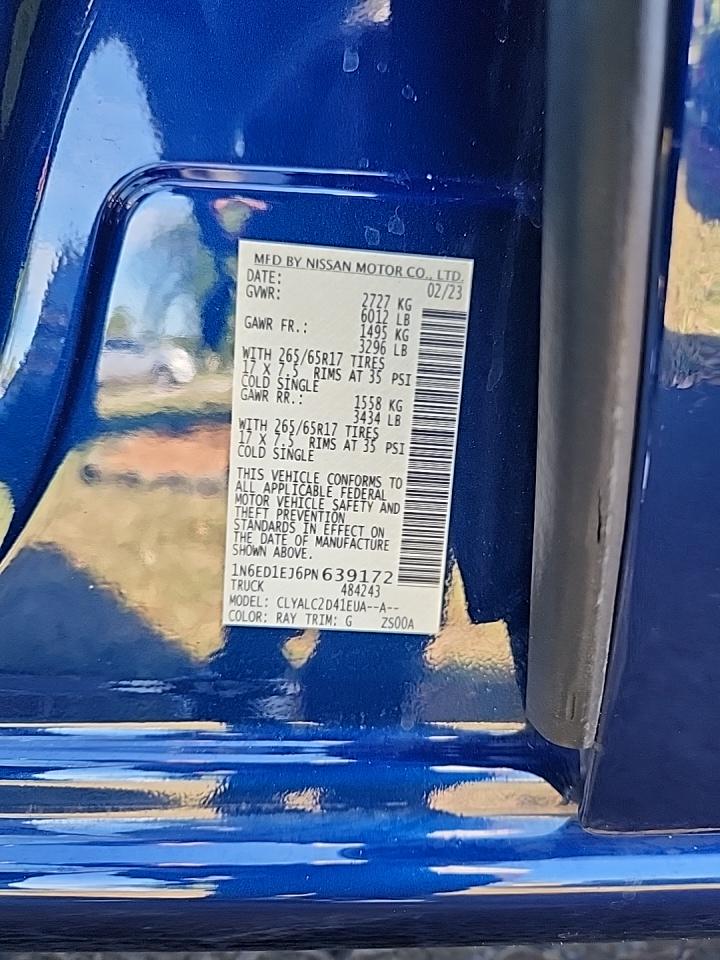 MFD BY NISSAN MOTOR CO., LTD.
DATE: 02/23
GVWR: 2727 KG
6012 LB
GAWR FR.: 1495 KG
3296 LB
WITH 265/65R17 TIRES
17 X 7.5 RIMS AT 35 PSI
COLD SINGLE
GAWR RR.: 1558 KG
3434 LB
WITH 265/65R17 TIRES
17 X 7.5 RIMS AT 35 PSI
COLD SINGLE
THIS VEHICLE CONFORMS TO
ALL APPLICABLE FEDERAL
MOTOR VEHICLE SAFETY AND
THEFT PREVENTION
STANDARDS IN EFFECT ON
THE DATE OF MANUFACTURE
SHOWN ABOVE.
1N6ED1EJ6PN639172
TRUCK 484243
MODEL: CLYALC2D41EUA--A--
COLOR: RAY TRIM: G ZS00A